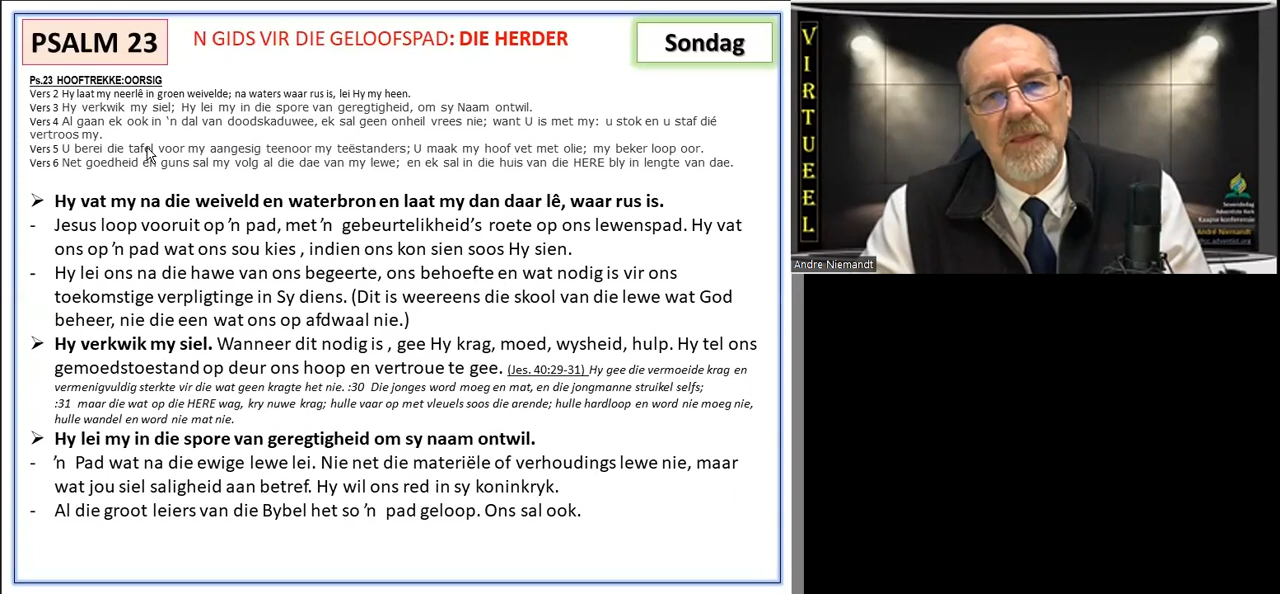 PSALM 23
N GIDS VIR DIE GELOOFSPAD: DIE HERDER
Sondag
Ps.23 HOOFTREKKE:OORSIG
Vers 2 Hy laat my neerlê in groen weivelde; na waters waar rus is, lei Hy my heen.
Vers 3 Hy verkwik my siel; Hy lei my in die spore van geregtigheid, om sy Naam ontwil.
Vers 4 Al gaan ek ook in 'n dal van doodskaduwee, ek sal geen onheil vrees nie; want U is met my: u stok en u staf dié
vertroos my.
Vers 5 U berei die tafel voor my aangesig teenoor my teëstanders; U maak my hoof vet met olie; my beker loop oor.
Vers 6 Net goedheid en guns sal my volg al die dae van my lewe; en ek sal in die huis van die HERE bly in lengte van dae.
➢ Hy vat my na die weiveld en waterbron en laat my dan daar lê, waar rus is.
- Jesus loop vooruit op 'n pad, met 'n gebeurtelikheid's roete op ons lewenspad. Hy vat
ons op 'n pad wat ons sou kies , indien ons kon sien soos Hy sien.
- Hy lei ons na die hawe van ons begeerte, ons behoefte en wat nodig is vir ons
toekomstige verpligtinge in Sy diens. (Dit is weereens die skool van die lewe wat God
beheer, nie die een wat ons op afdwaal nie.)
➢ Hy verkwik my siel. Wanneer dit nodig is , gee Hy krag, moed, wysheid, hulp. Hy tel ons
gemoedstoestand op deur ons hoop en vertroue te gee. (Jes. 40:29-31) Hy gee die vermoeide krag en
vermenigvuldig sterkte vir die wat geen kragte het nie. :30 Die jonges word moeg en mat, en die jongmanne struikel selfs;
:31 maar die wat op die HERE wag, kry nuwe krag; hulle vaar op met vleuels soos die arende; hulle hardloop en word nie moeg nie,
hulle wandel en word nie mat nie.
➢ Hy lei my in die spore van geregtigheid om sy naam ontwil.
- 'n Pad wat na die ewige lewe lei. Nie net die materiële of verhoudings lewe nie, maar
wat jou siel saligheid aan betref. Hy wil ons red in sy koninkryk.
- Al die groot leiers van die Bybel het so 'n pad geloop. Ons sal ook.
VIRTUEEL
Sewendedag
Adventiste Kerk
Kaapse konferensie
André Niemandt
Andre Niemandt